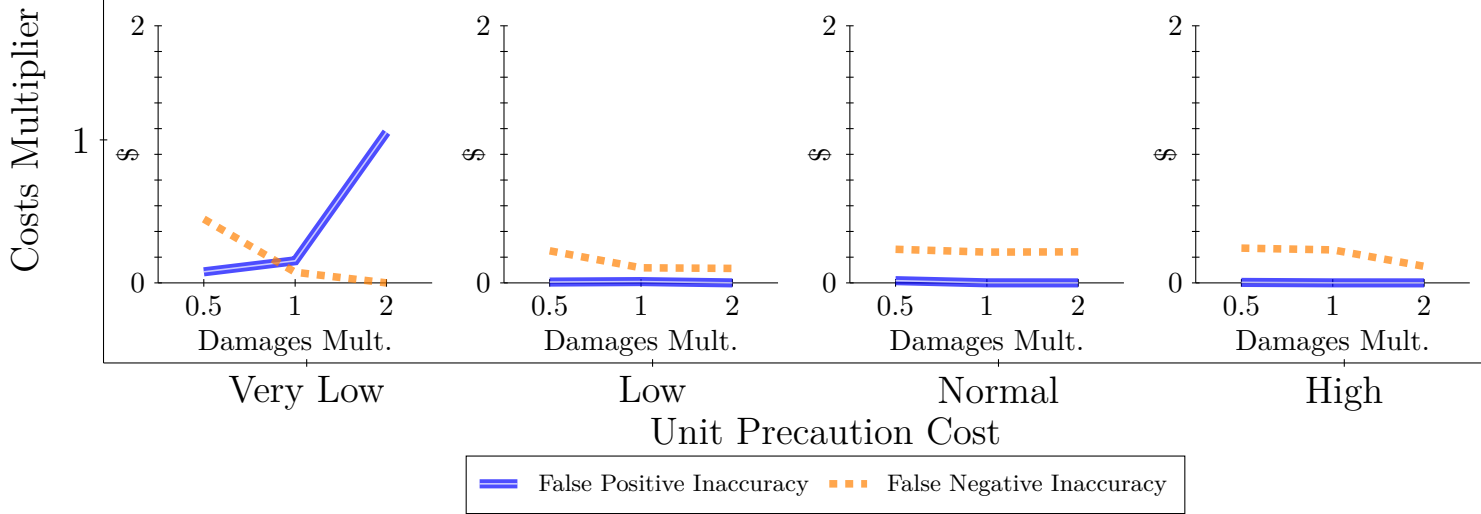 Costs Multiplier
1
2
0
$
0.5 1 2
Damages Mult.
2
0
$
0.5 1 2
Damages Mult.
2
0
$
0.5 1 2
Damages Mult.
2
0
$
0.5 1 2
Damages Mult.
Very Low Low Normal High
Unit Precaution Cost
False Positive Inaccuracy False Negative Inaccuracy